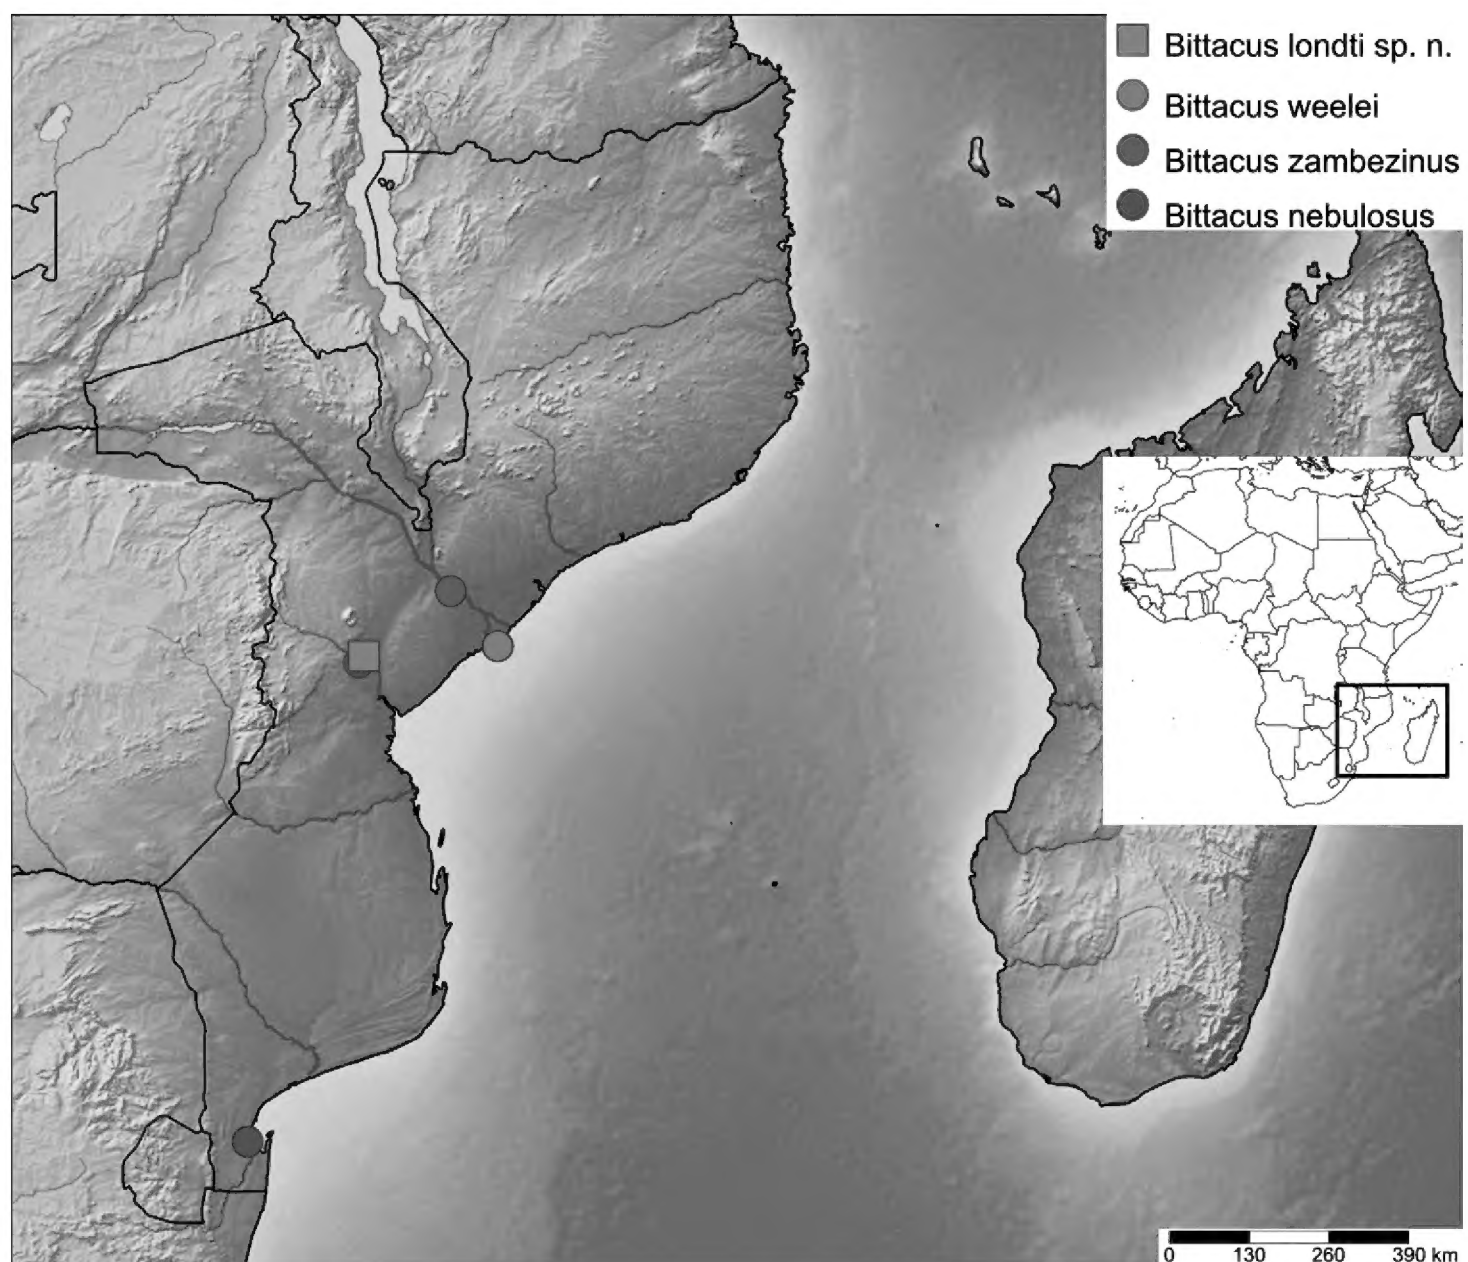 Bittacus londti sp. n.
Bittacus weelei
Bittacus zambezinus
Bittacus nebulosus
0 130 260 390 km